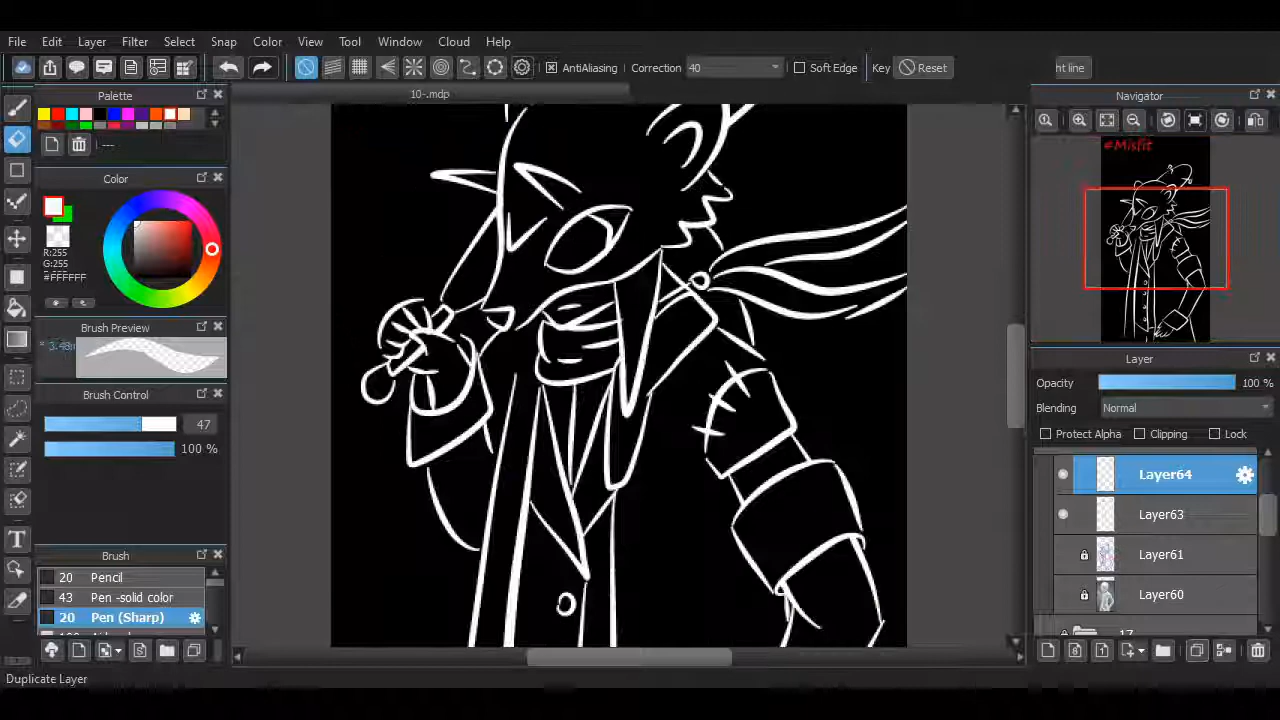 File Edit Layer Filter Select Snap Color View Tool Window Cloud Help
AntiAliasing Correction 40 Soft Edge Key Reset ht line
Palette
10-.mdp
Navigator
---
#Misfit
Color
R:255
G:255
#FFFFFF
Brush Preview
Layer
Opacity 100 %
Brush Control
Blending Normal
47
Protect Alpha Clipping Lock
100 %
Layer64
Layer63
Layer61
Brush
20 Pencil
43 Pen -solid color
Layer60
20 Pen (Sharp)
17
Duplicate Layer